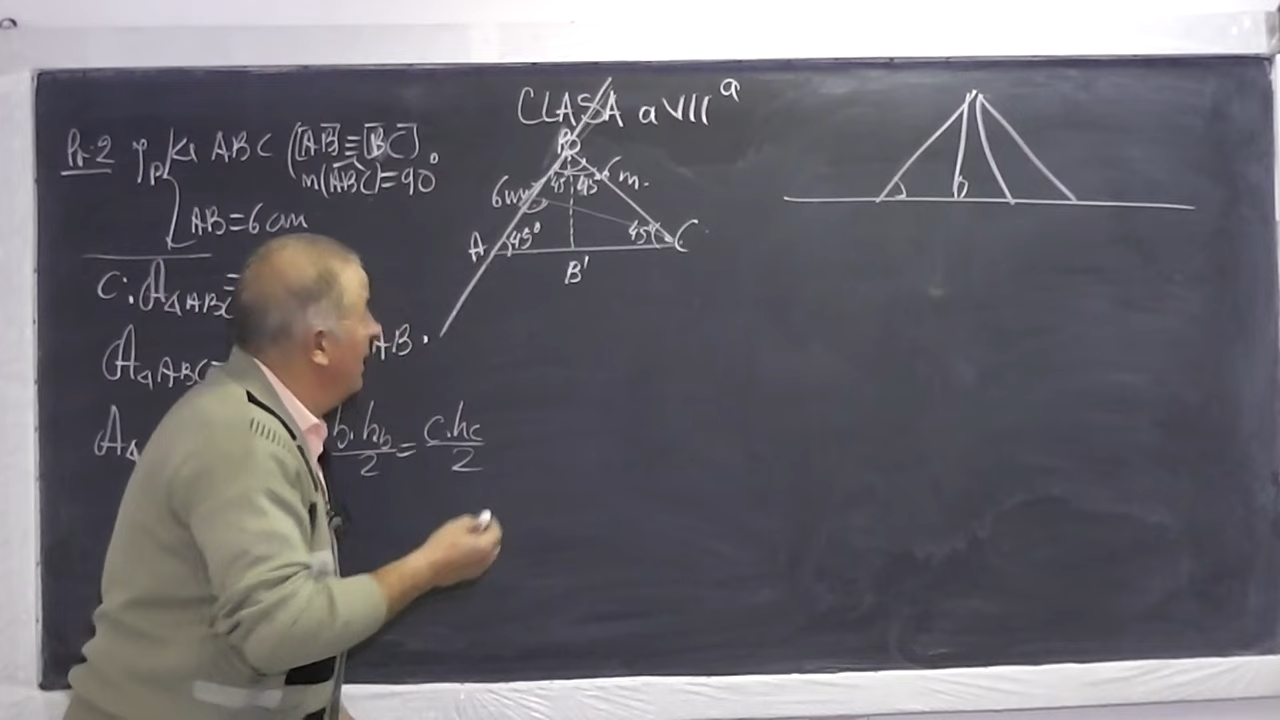 CLASA a VII a
Pr. 2 ABC ([AB] ≡ [BC]
m(ABC) = 90°
AB = 6 cm
C: A△ABC =
A△ABC = AB ·
A△ b·hb/2 = c·hc/2
B
45° 45°
6 cm 6 cm
A 45° 45° C
B'